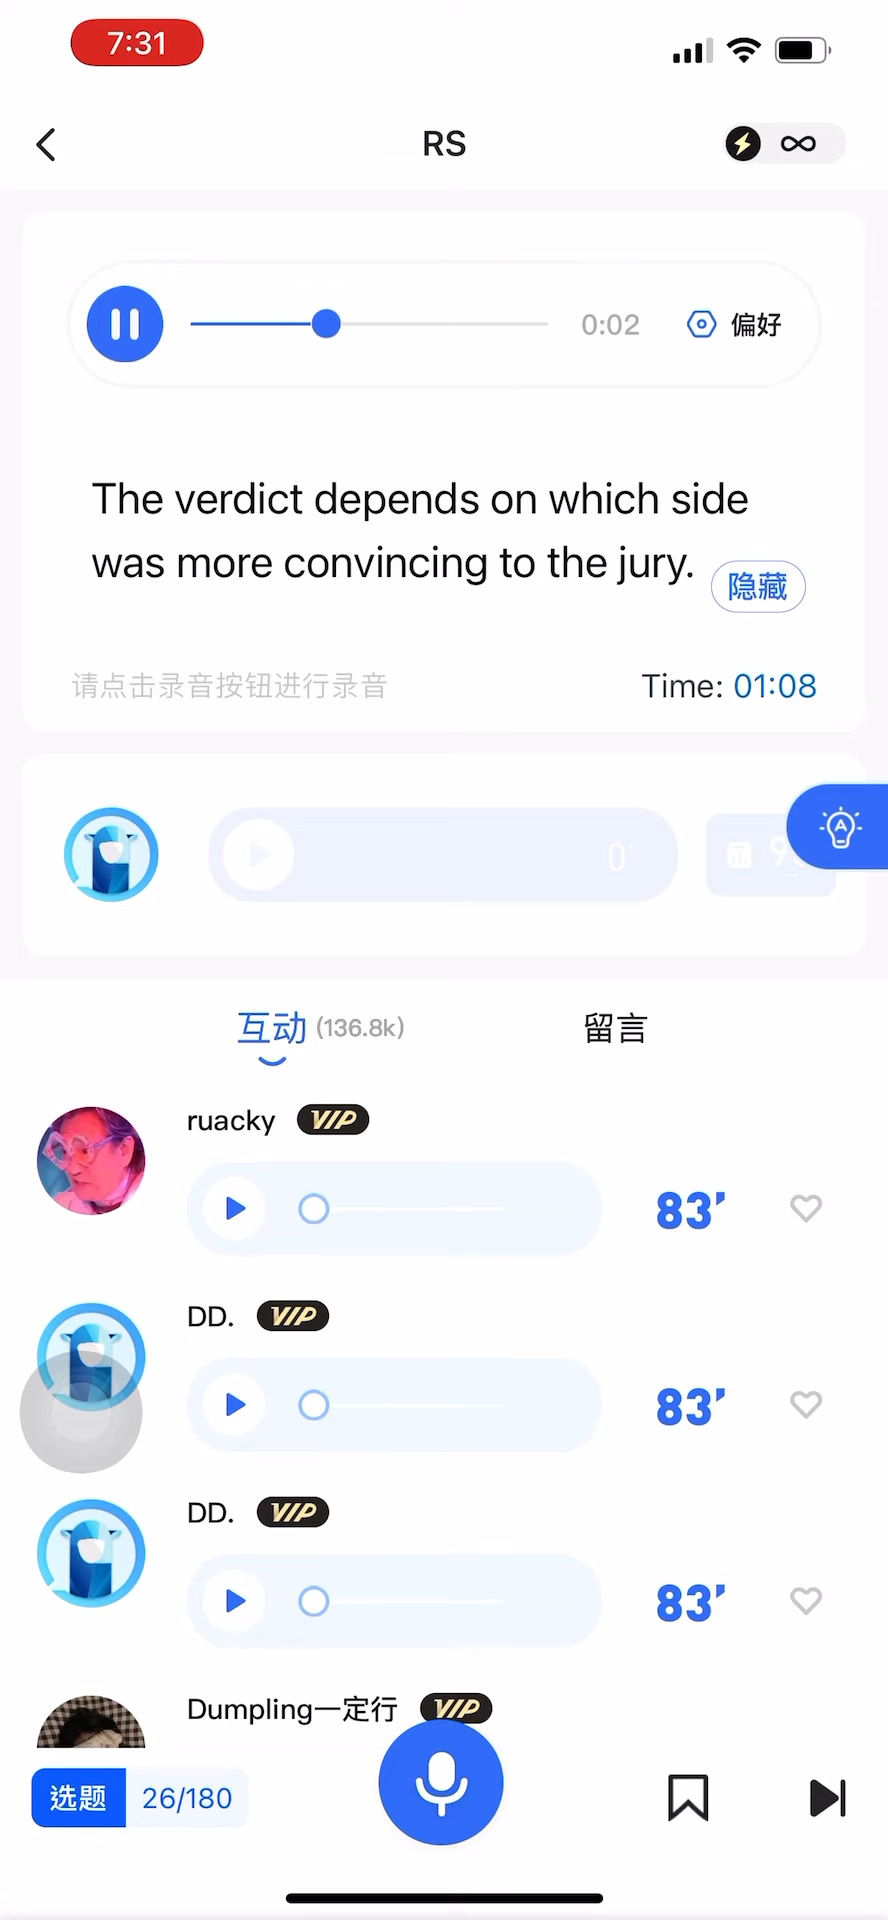 7:31
RS
0:02
偏好
The verdict depends on which side
was more convincing to the jury.
隐藏
请点击录音按钮进行录音
Time: 01:08
互动 (136.8k)
留言
ruacky VIP
83'
DD. VIP
83'
DD. VIP
83'
Dumpling一定行 VIP
选题 26/180